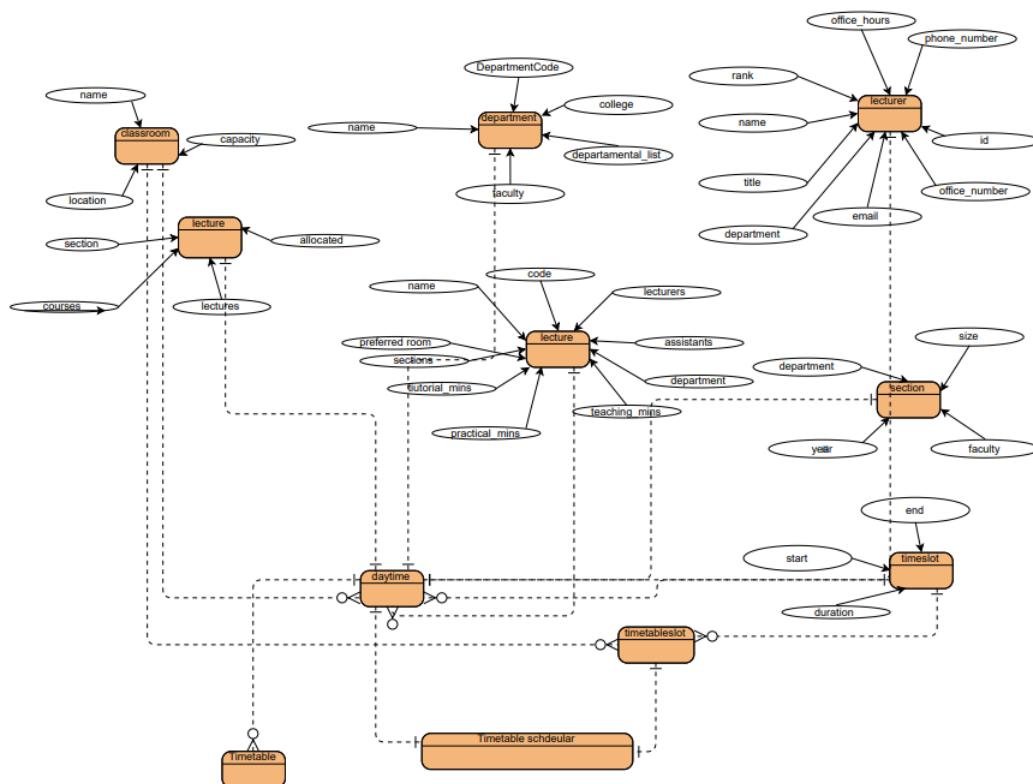 office_hours
phone_number
DepartmentCode
rank
lecturer
name
college
classroom
name
department
name
capacity
id
departamental_list
title
location
faculty
office_number
email
lecture
department
section
allocated
code
courses
lectures
name
lecturers
preferred room
lecture
assistants
size
sections
department
department
tutorial_mins
section
teaching_mins
practical_mins
year
faculty
end
start
timeslot
daytime
duration
timetableslot
Timetable schdeular
Timetable